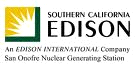 SOUTHERN CALIFORNIA
EDISON
An EDISON INTERNATIONAL Company
San Onofre Nuclear Generating Station